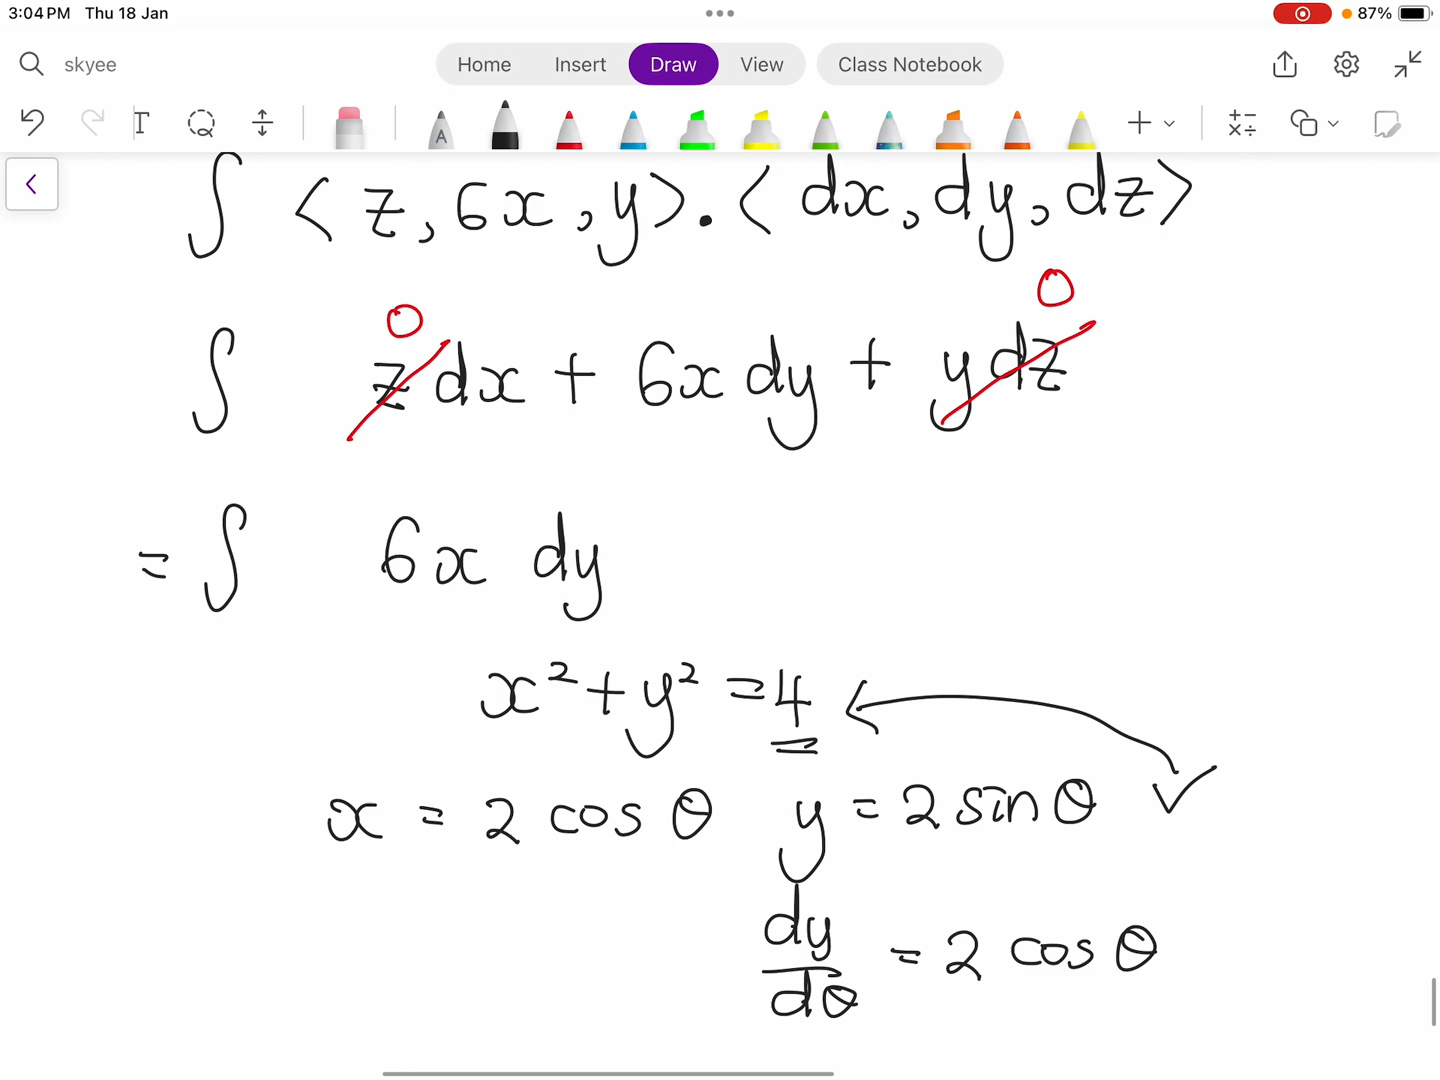 3:04 PM Thu 18 Jan 87%
skyee Home Insert Draw View Class Notebook
T A
∫ ⟨ z, 6x, y ⟩ . ⟨ dx, dy, dz ⟩
0 0
∫ z dx + 6x dy + y dz
= ∫ 6x dy
x² + y² = 4
x = 2 cos θ y = 2 sin θ
dy/dθ = 2 cos θ